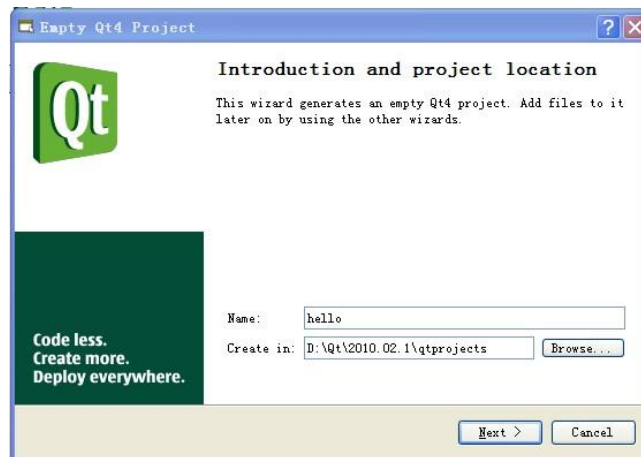 Empty Qt4 Project
Qt
Introduction and project location
This wizard generates an empty Qt4 project. Add files to it
later on by using the other wizards.
Name: hello
Create in: D:\Qt\2010.02.1\qtprojects Browse...
Code less.
Create more.
Deploy everywhere.
Next > Cancel